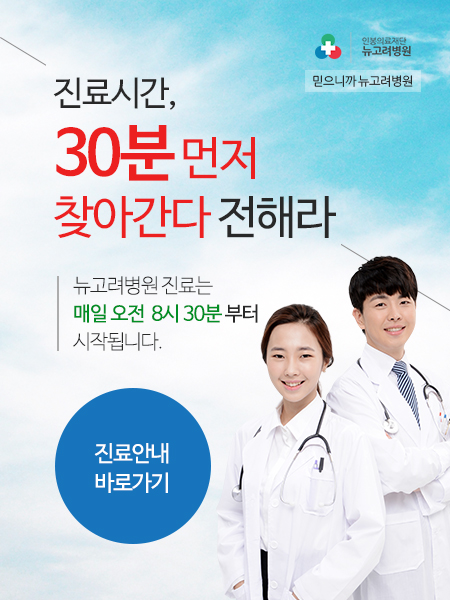 인봉의료재단
뉴고려병원
믿으니까 뉴고려병원
진료시간,
30분 먼저
찾아간다 전해라
뉴고려병원 진료는
매일 오전 8시 30분 부터
시작됩니다.
진료안내
바로가기